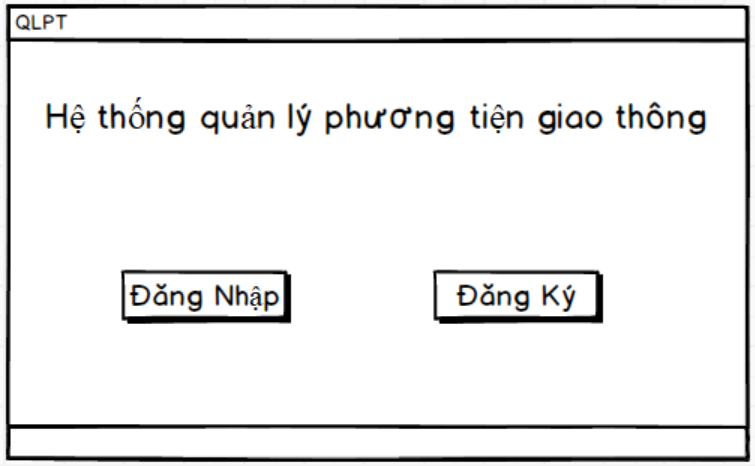 QLPT
Hệ thống quản lý phương tiện giao thông
Đăng Nhập
Đăng Ký